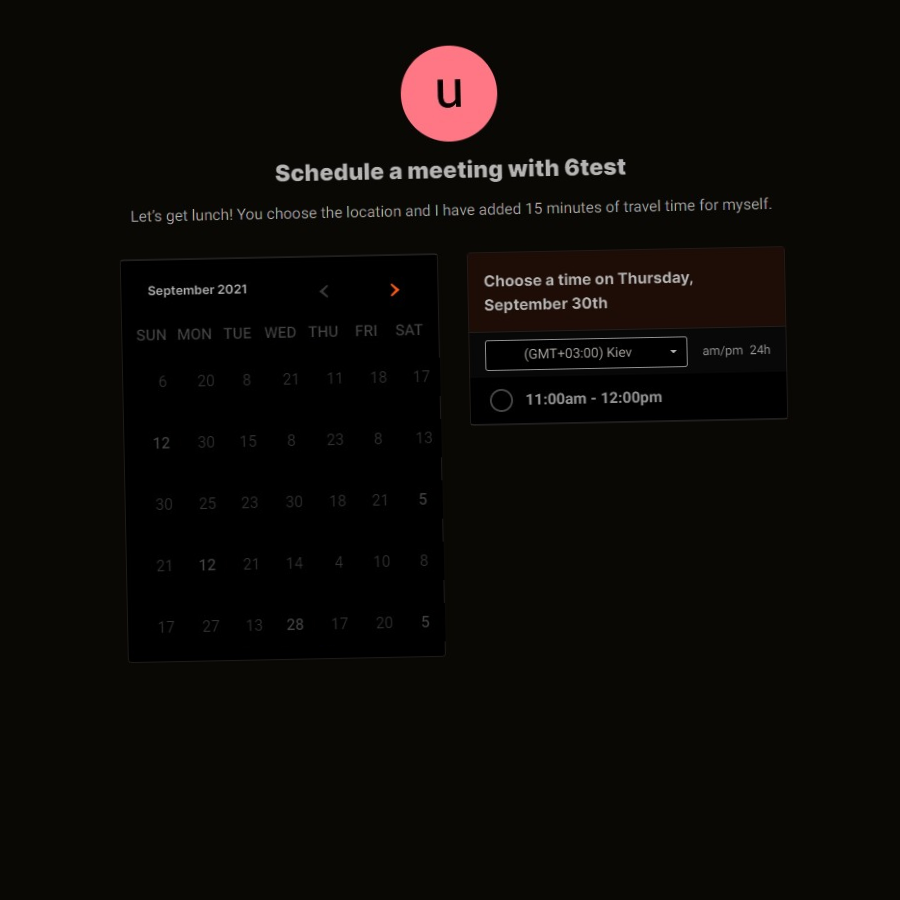 u
Schedule a meeting with 6test
Let's get lunch! You choose the location and I have added 15 minutes of travel time for myself.
September 2021
SUN MON TUE WED THU FRI SAT
6 20 8 21 11 18 17
12 30 15 8 23 8 13
30 25 23 30 18 21 5
21 12 21 14 4 10 8
17 27 13 28 17 20 5
Choose a time on Thursday,
September 30th
(GMT+03:00) Kiev am/pm 24h
11:00am - 12:00pm